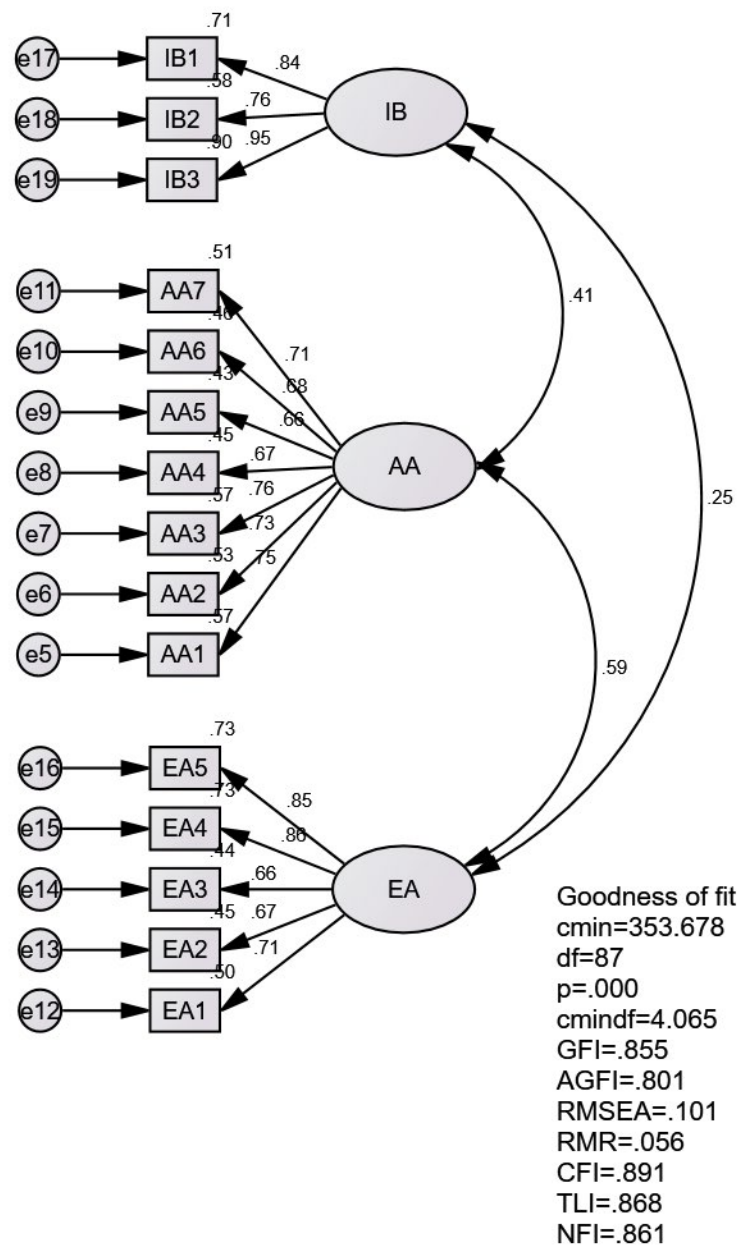 .71
e17 IB1 .84
.58
e18 IB2 .76 IB
.90 .95
e19 IB3
.51
e11 AA7 .41
.46
e10 AA6 .71
.43 .68
e9 AA5 .66
.45
e8 AA4 .67 AA
.57 .76
e7 AA3 .73 .25
.53 .75
e6 AA2
.57
e5 AA1 .59
.73
e16 EA5
.73 .85
e15 EA4 .86
.44
e14 EA3 .66 EA
.45 .67
e13 EA2 .71
.50
e12 EA1
Goodness of fit
cmin=353.678
df=87
p=.000
cmindf=4.065
GFI=.855
AGFI=.801
RMSEA=.101
RMR=.056
CFI=.891
TLI=.868
NFI=.861